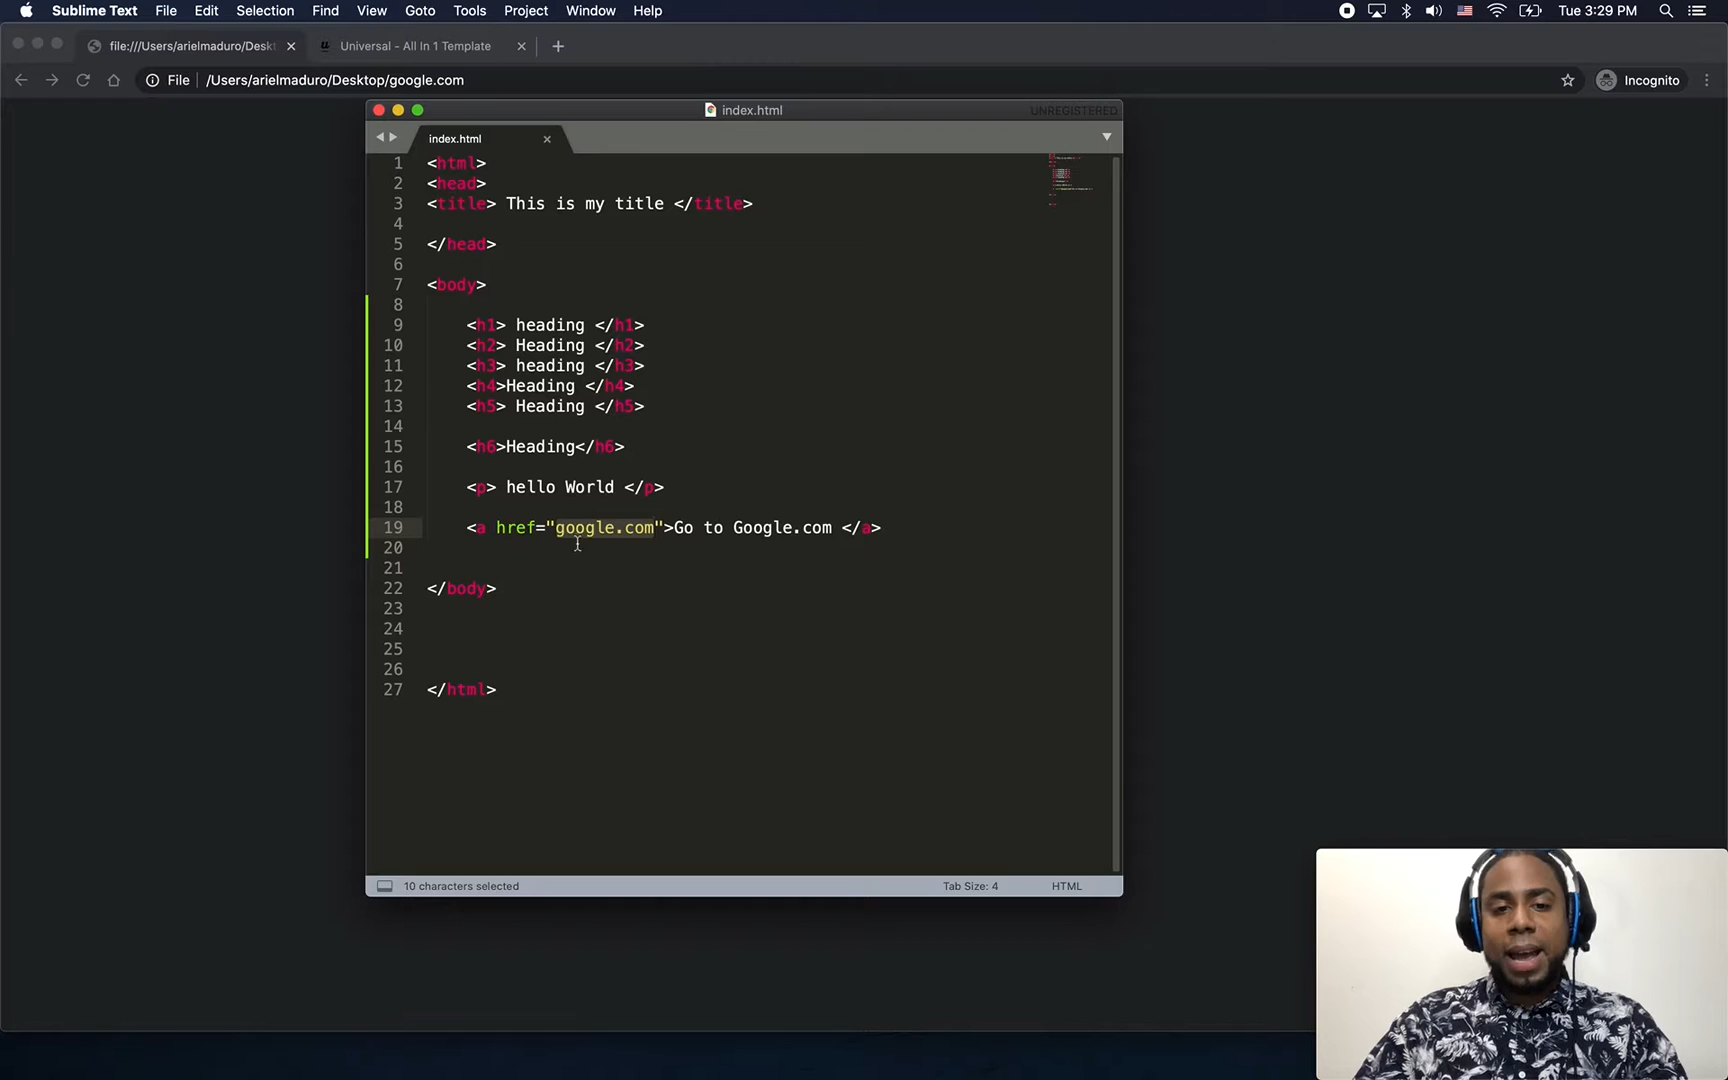 Sublime Text File Edit Selection Find View Goto Tools Project Window Help Tue 3:29 PM
file:///Users/arielmaduro/Deskt Universal - All In 1 Template
File /Users/arielmaduro/Desktop/google.com Incognito
index.html UNREGISTERED
index.html
1 <html>
2 <head>
3 <title> This is my title </title>
4
5 </head>
6
7 <body>
8
9 <h1> heading </h1>
10 <h2> Heading </h2>
11 <h3> heading </h3>
12 <h4>Heading </h4>
13 <h5> Heading </h5>
14
15 <h6>Heading</h6>
16
17 <p> hello World </p>
18
19 <a href="google.com">Go to Google.com </a>
20
21
22 </body>
23
24
25
26
27 </html>
10 characters selected Tab Size: 4 HTML